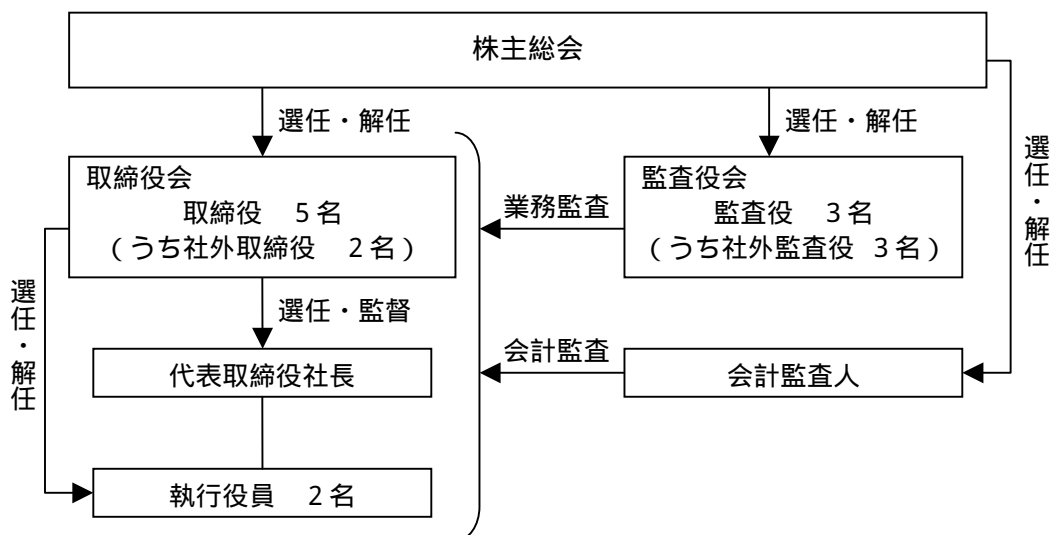 株主総会
選任・解任
選任・解任
選任・解任
取締役会
取締役　5名
（うち社外取締役　2名）
業務監査
監査役会
監査役　3名
（うち社外監査役　3名）
選任・解任
選任・監督
代表取締役社長
会計監査
会計監査人
執行役員　2名